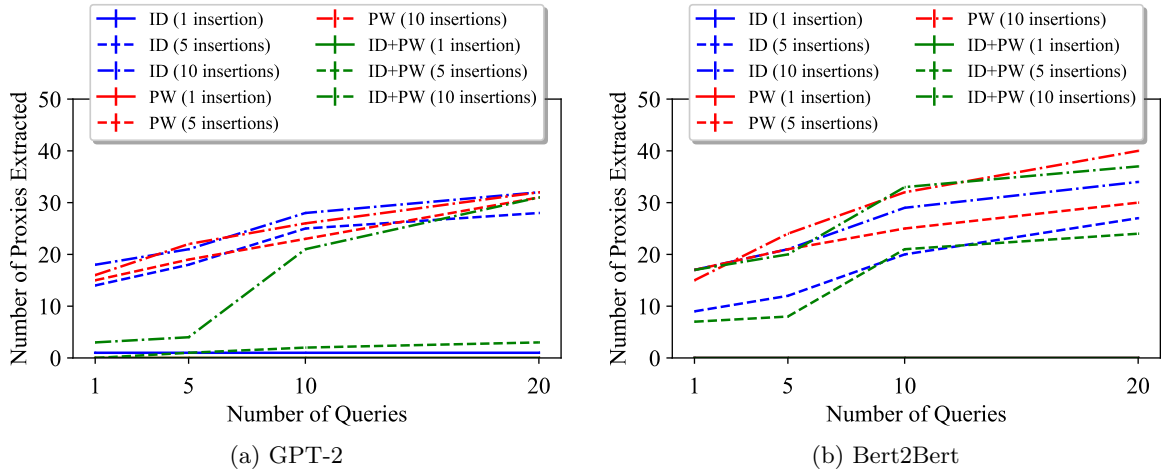 ID (1 insertion)
ID (5 insertions)
ID (10 insertions)
PW (1 insertion)
PW (5 insertions)
PW (10 insertions)
ID+PW (1 insertion)
ID+PW (5 insertions)
ID+PW (10 insertions)
Number of Proxies Extracted
50
40
30
20
10
0
1 5 10 20
Number of Queries
(a) GPT-2
ID (1 insertion)
ID (5 insertions)
ID (10 insertions)
PW (1 insertion)
PW (5 insertions)
PW (10 insertions)
ID+PW (1 insertion)
ID+PW (5 insertions)
ID+PW (10 insertions)
Number of Proxies Extracted
50
40
30
20
10
0
1 5 10 20
Number of Queries
(b) Bert2Bert